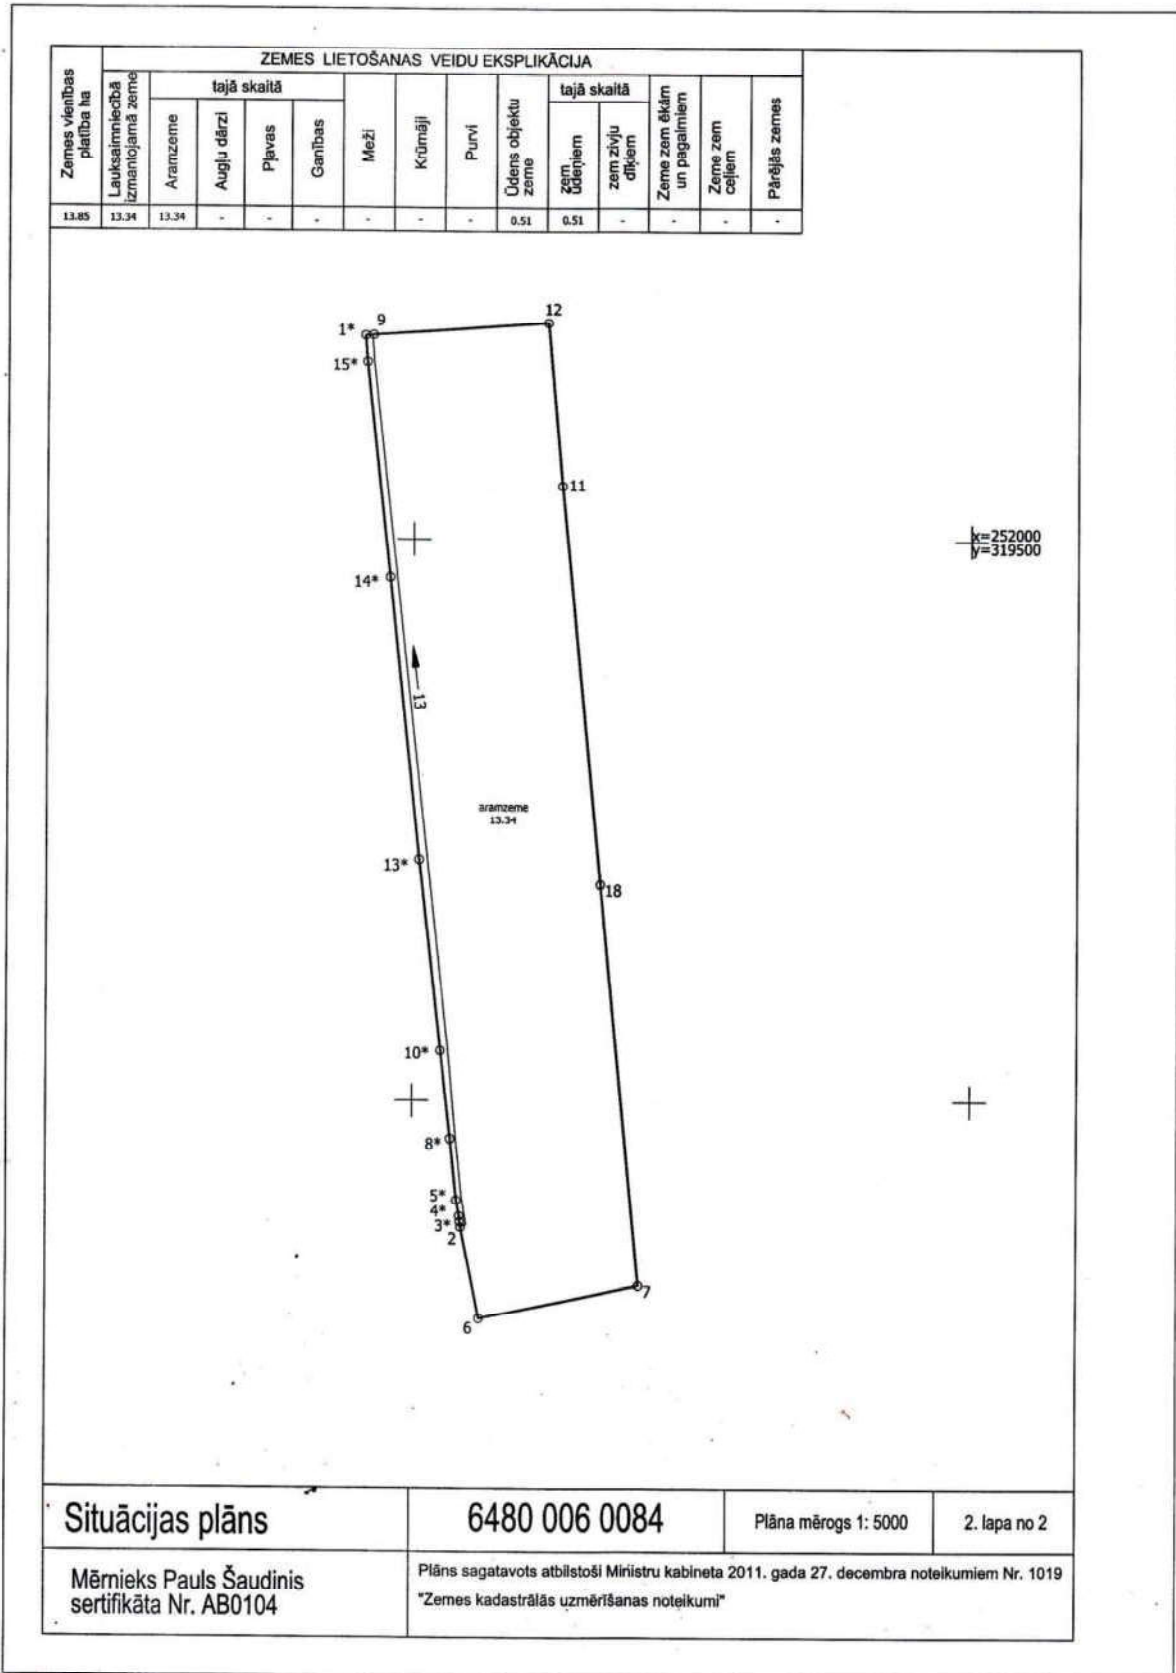 ZEMES LIETOŠANAS VEIDU EKSPLIKĀCIJA
Zemes vienības platība ha
Lauksaimniecībā izmantojamā zeme
tajā skaitā
Aramzeme
Augļu dārzi
Pļavas
Ganības
Meži
Krūmāji
Purvi
Ūdens objektu zeme
tajā skaitā
zem ūdeņiem
zem zivju dīķiem
Zeme zem ēkām un pagalmiem
Zeme zem ceļiem
Pārējās zemes
13.85 13.34 13.34 - - - - - - 0.51 0.51 - - - -
12
9
1*
15*
11
x=252000
y=319500
14*
13
aramzeme
13.34
13*
18
10*
8*
5*
4*
3*
2
7
6
Situācijas plāns
6480 006 0084
Plāna mērogs 1: 5000
2. lapa no 2
Mērnieks Pauls Šaudinis
sertifikāta Nr. AB0104
Plāns sagatavots atbilstoši Ministru kabineta 2011. gada 27. decembra noteikumiem Nr. 1019
"Zemes kadastrālās uzmērīšanas noteikumi"